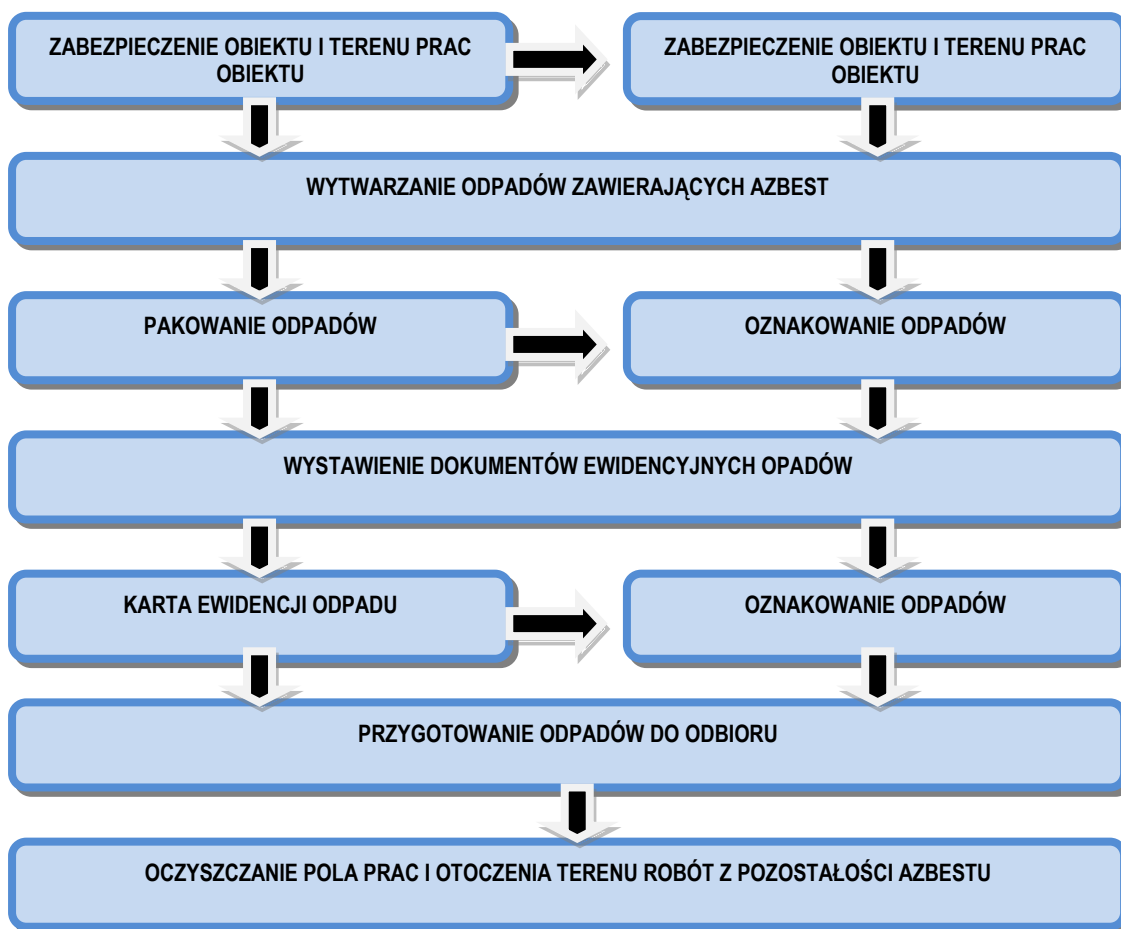 ZABEZPIECZENIE OBIEKTU I TERENU PRAC
OBIEKTU
ZABEZPIECZENIE OBIEKTU I TERENU PRAC
OBIEKTU
WYTWARZANIE ODPADÓW ZAWIERAJĄCYCH AZBEST
PAKOWANIE ODPADÓW
OZNAKOWANIE ODPADÓW
WYSTAWIENIE DOKUMENTÓW EWIDENCYJNYCH OPADÓW
KARTA EWIDENCJI ODPADU
OZNAKOWANIE ODPADÓW
PRZYGOTOWANIE ODPADÓW DO ODBIORU
OCZYSZCZANIE POLA PRAC I OTOCZENIA TERENU ROBÓT Z POZOSTAŁOŚCI AZBESTU